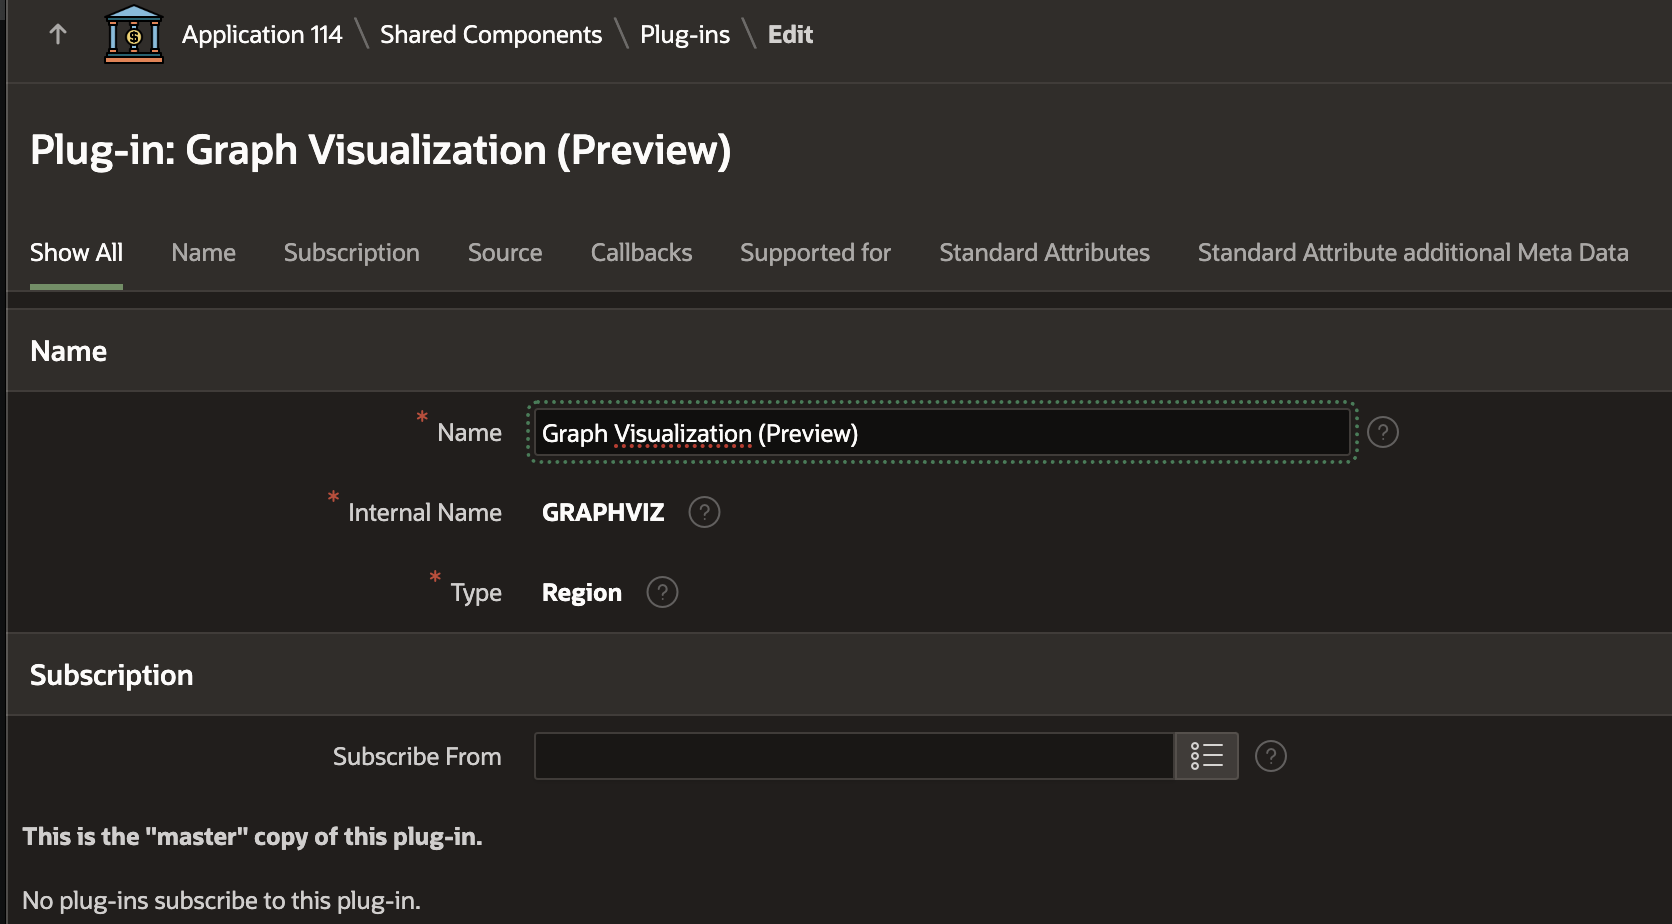 Application 114 \ Shared Components \ Plug-ins \ Edit
Plug-in: Graph Visualization (Preview)
Show All Name Subscription Source Callbacks Supported for Standard Attributes Standard Attribute additional Meta Data
Name
* Name Graph Visualization (Preview) ?
* Internal Name GRAPHVIZ ?
* Type Region ?
Subscription
Subscribe From ?
This is the "master" copy of this plug-in.
No plug-ins subscribe to this plug-in.